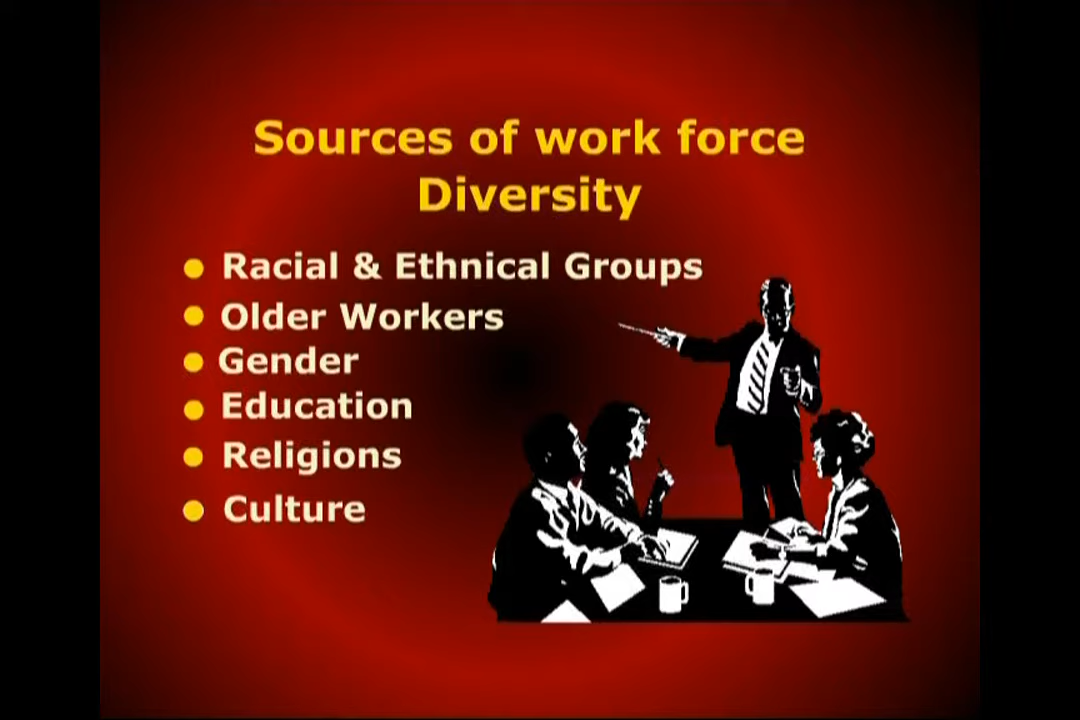 Sources of work force
Diversity
Racial & Ethnical Groups
Older Workers
Gender
Education
Religions
Culture